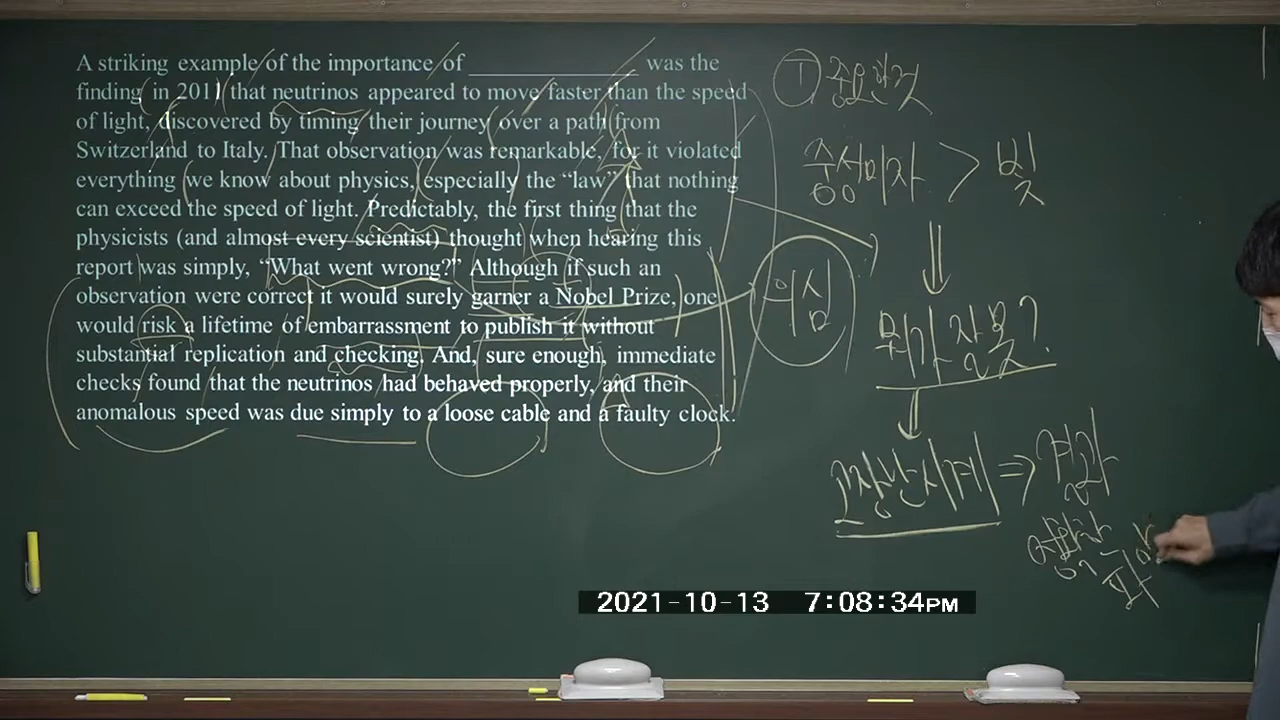 A striking example of the importance of ________________ was the
finding in 2011 that neutrinos appeared to move faster than the speed
of light, discovered by timing their journey over a path from
Switzerland to Italy. That observation was remarkable, for it violated
everything we know about physics, especially the “law” that nothing
can exceed the speed of light. Predictably, the first thing that the
physicists (and almost every scientist) thought when hearing this
report was simply, “What went wrong?” Although if such an
observation were correct it would surely garner a Nobel Prize, one
would risk a lifetime of embarrassment to publish it without
substantial replication and checking. And, sure enough, immediate
checks found that the neutrinos had behaved properly, and their
anomalous speed was due simply to a loose cable and a faulty clock.
① 중요한것
중성미자 > 빛
⇓
의심
뭐가 잘못?
↓
고장난시계 ⇒ 결과
2021-10-13 7:08:34PM